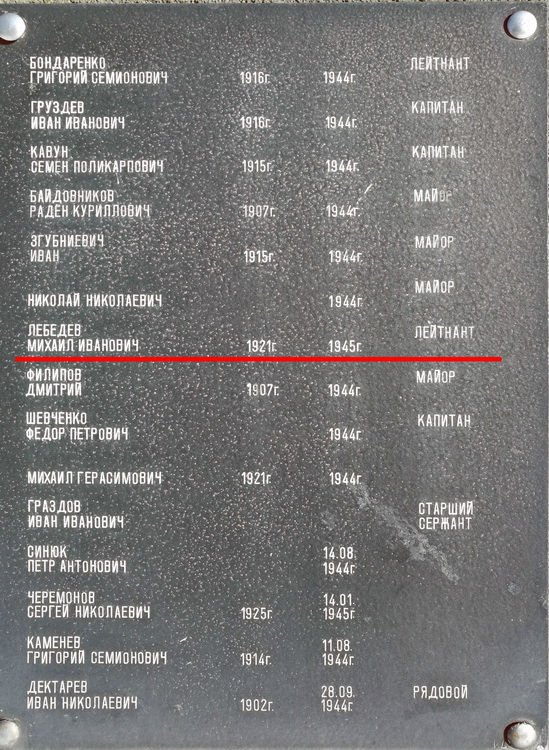 БОНДАРЕНКО ЛЕЙТНАНТ
ГРИГОРИЙ СЕМИОНОВИЧ 1916г. 1944г.
ГРУЗДЕВ КАПИТАН
ИВАН ИВАНОВИЧ 1916г. 1944г.
КАВУН КАПИТАН
СЕМЕН ПОЛИКАРПОВИЧ 1915г. 1944г.
БАЙДОВНИКОВ МАЙОР
РАДЕН КУРИЛЛОВИЧ 1907г. 1944г.
ЗГУБНИЕВИЧ МАЙОР
ИВАН 1915г. 1944г.
МАЙОР
НИКОЛАЙ НИКОЛАЕВИЧ 1944г.
ЛЕБЕДЕВ ЛЕЙТНАНТ
МИХАИЛ ИВАНОВИЧ 1921г. 1945г.
ФИЛИПОВ МАЙОР
ДМИТРИЙ 1907г. 1944г.
ШЕВЧЕНКО КАПИТАН
ФЕДОР ПЕТРОВИЧ 1944г.
МИХАИЛ ГЕРАСИМОВИЧ 1921г. 1944г.
ГРАЗДОВ СТАРШИЙ
ИВАН ИВАНОВИЧ СЕРЖАНТ
СИНЮК 14.08.
ПЕТР АНТОНОВИЧ 1944г.
ЧЕРЕМОНОВ 14.01.
СЕРГЕЙ НИКОЛАЕВИЧ 1925г. 1945г.
КАМЕНЕВ 11.08.
ГРИГОРИЙ СЕМИОНОВИЧ 1914г. 1944г.
ДЕКТАРЕВ 28.09. РЯДОВОЙ
ИВАН НИКОЛАЕВИЧ 1902г. 1944г.